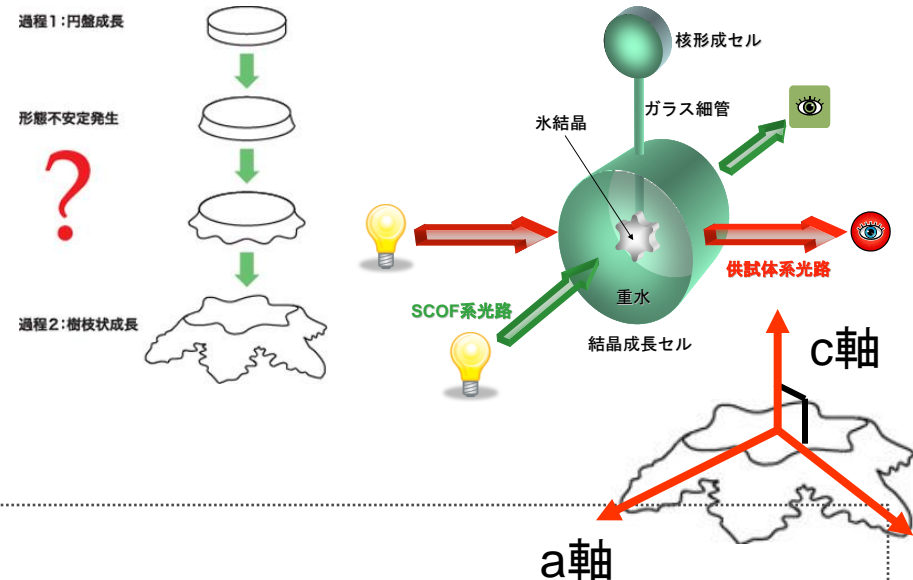 過程1:円盤成長
形態不安定発生
?
過程2:樹枝状成長
核形成セル
ガラス細管
氷結晶
供試体系光路
SCOF系光路
重水
結晶成長セル
c軸
a軸